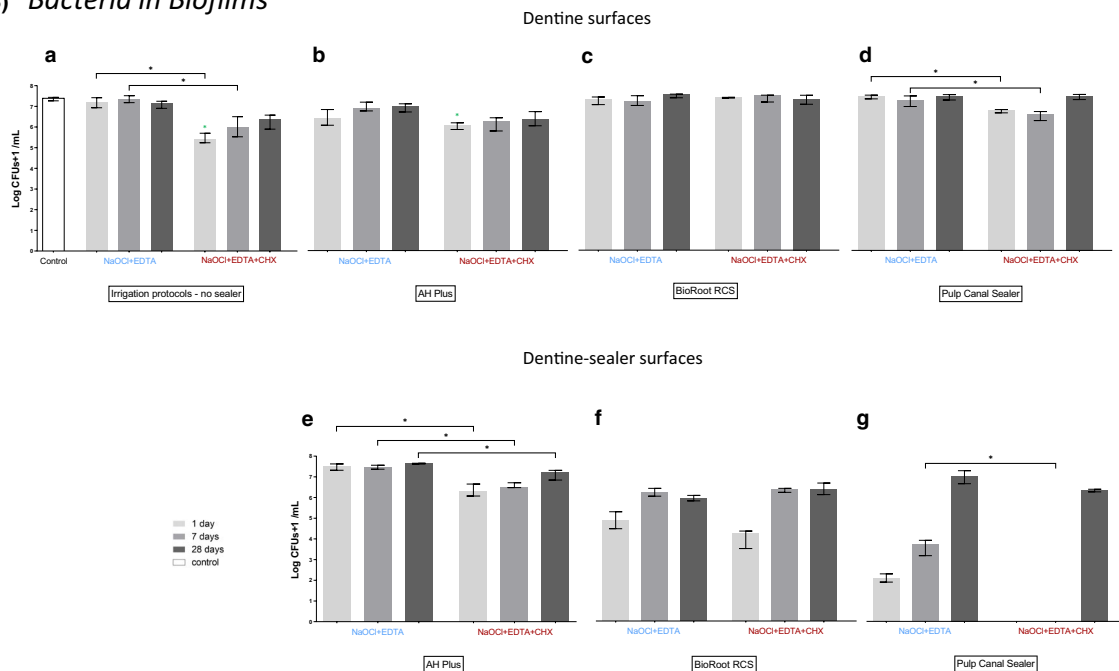 Bacteria in Biofilms
Dentine surfaces
a
b
c
d
*
*
*
*
*
*
Log CFUs+1 /mL
8
7
6
5
4
3
2
1
0
Control
NaOCl+EDTA
NaOCl+EDTA+CHX
NaOCl+EDTA
NaOCl+EDTA+CHX
NaOCl+EDTA
NaOCl+EDTA+CHX
NaOCl+EDTA
NaOCl+EDTA+CHX
Irrigation protocols - no sealer
AH Plus
BioRoot RCS
Pulp Canal Sealer
Dentine-sealer surfaces
e
f
g
*
*
*
*
Log CFUs+1 /mL
8
7
6
5
4
3
2
1
0
1 day
7 days
28 days
control
NaOCl+EDTA
NaOCl+EDTA+CHX
NaOCl+EDTA
NaOCl+EDTA+CHX
NaOCl+EDTA
NaOCl+EDTA+CHX
AH Plus
BioRoot RCS
Pulp Canal Sealer